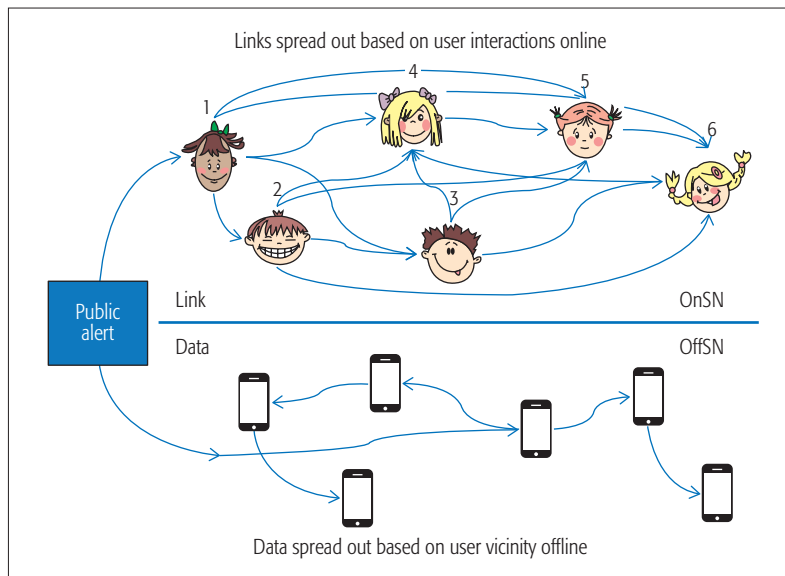 Links spread out based on user interactions online
4
5
1
6
2
3
Public
alert
Link
OnSN
Data
OffSN
Data spread out based on user vicinity offline